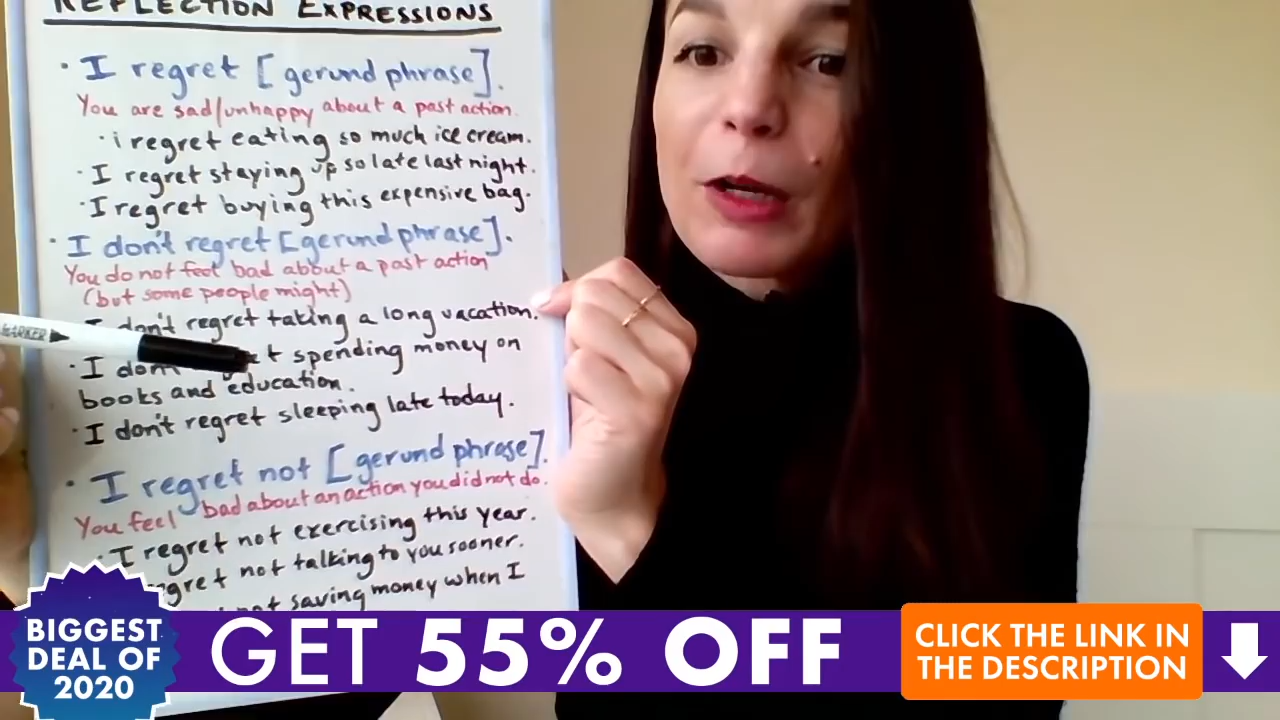 REFLECTION EXPRESSIONS
· I regret [gerund phrase].
You are sad/unhappy about a past action.
· i regret eating so much ice cream.
· I regret staying up so late last night.
· I regret buying this expensive bag.
· I don't regret [gerund phrase].
You do not feel bad about a past action
(but some people might)
I don't regret taking a long vacation.
· I don't spending money on
books and education.
· I don't regret sleeping late today.
· I regret not [gerund phrase].
You feel bad about an action you did not do.
· I regret not exercising this year.
regret not talking to you sooner.
not saving money when I
MARKER
BIGGEST
DEAL OF
2020
GET 55% OFF
CLICK THE LINK IN
THE DESCRIPTION